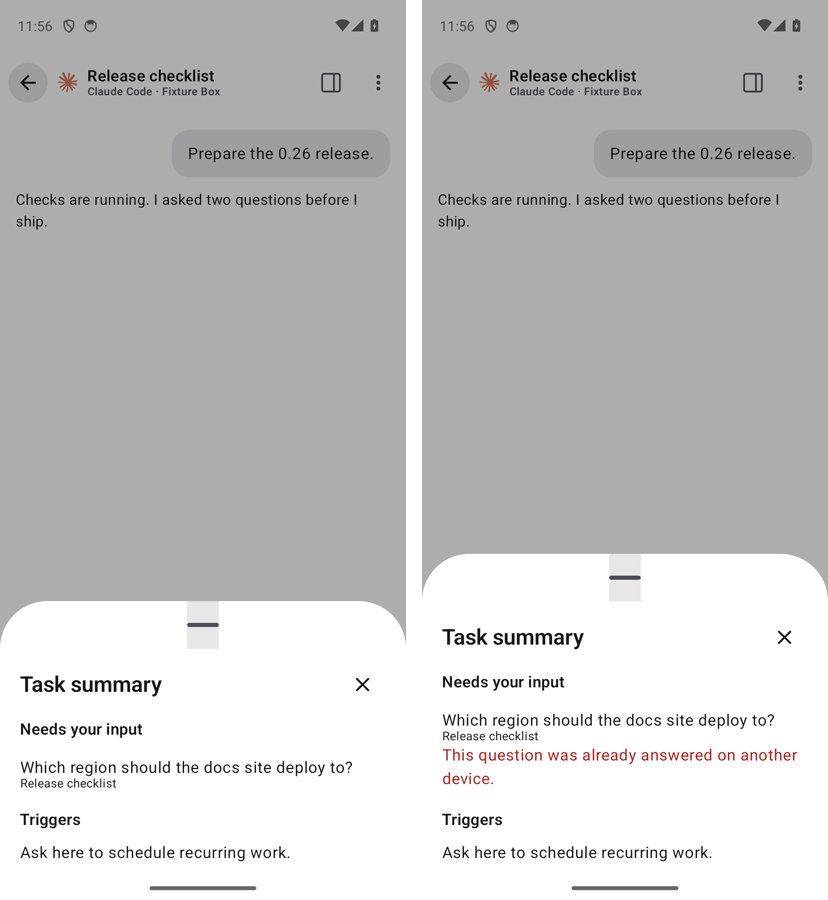 11:56
Release checklist
Claude Code · Fixture Box
Prepare the 0.26 release.
Checks are running. I asked two questions before I
ship.
Task summary
Needs your input
Which region should the docs site deploy to?
Release checklist
Triggers
Ask here to schedule recurring work.
11:56
Release checklist
Claude Code · Fixture Box
Prepare the 0.26 release.
Checks are running. I asked two questions before I
ship.
Task summary
Needs your input
Which region should the docs site deploy to?
Release checklist
This question was already answered on another
device.
Triggers
Ask here to schedule recurring work.